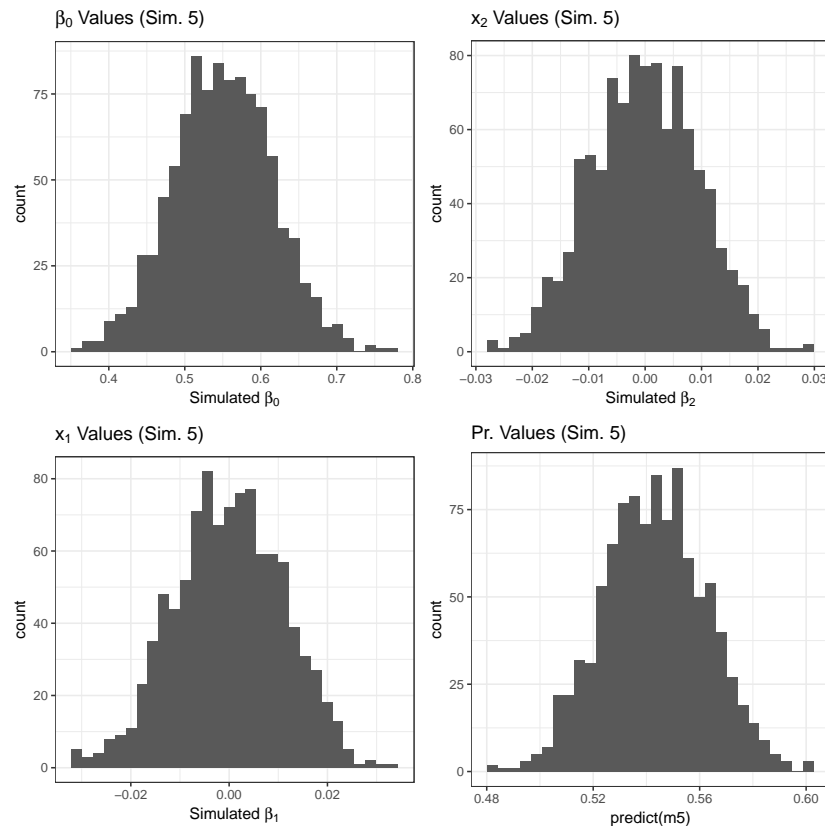 β₀ Values (Sim. 5)
75
50
25
0
count
0.4 0.5 0.6 0.7 0.8
Simulated β₀
x₂ Values (Sim. 5)
80
60
40
20
0
count
−0.03 −0.02 −0.01 0.00 0.01 0.02 0.03
Simulated β₂
x₁ Values (Sim. 5)
80
60
40
20
0
count
−0.02 0.00 0.02
Simulated β₁
Pr. Values (Sim. 5)
75
50
25
0
count
0.48 0.52 0.56 0.60
predict(m5)